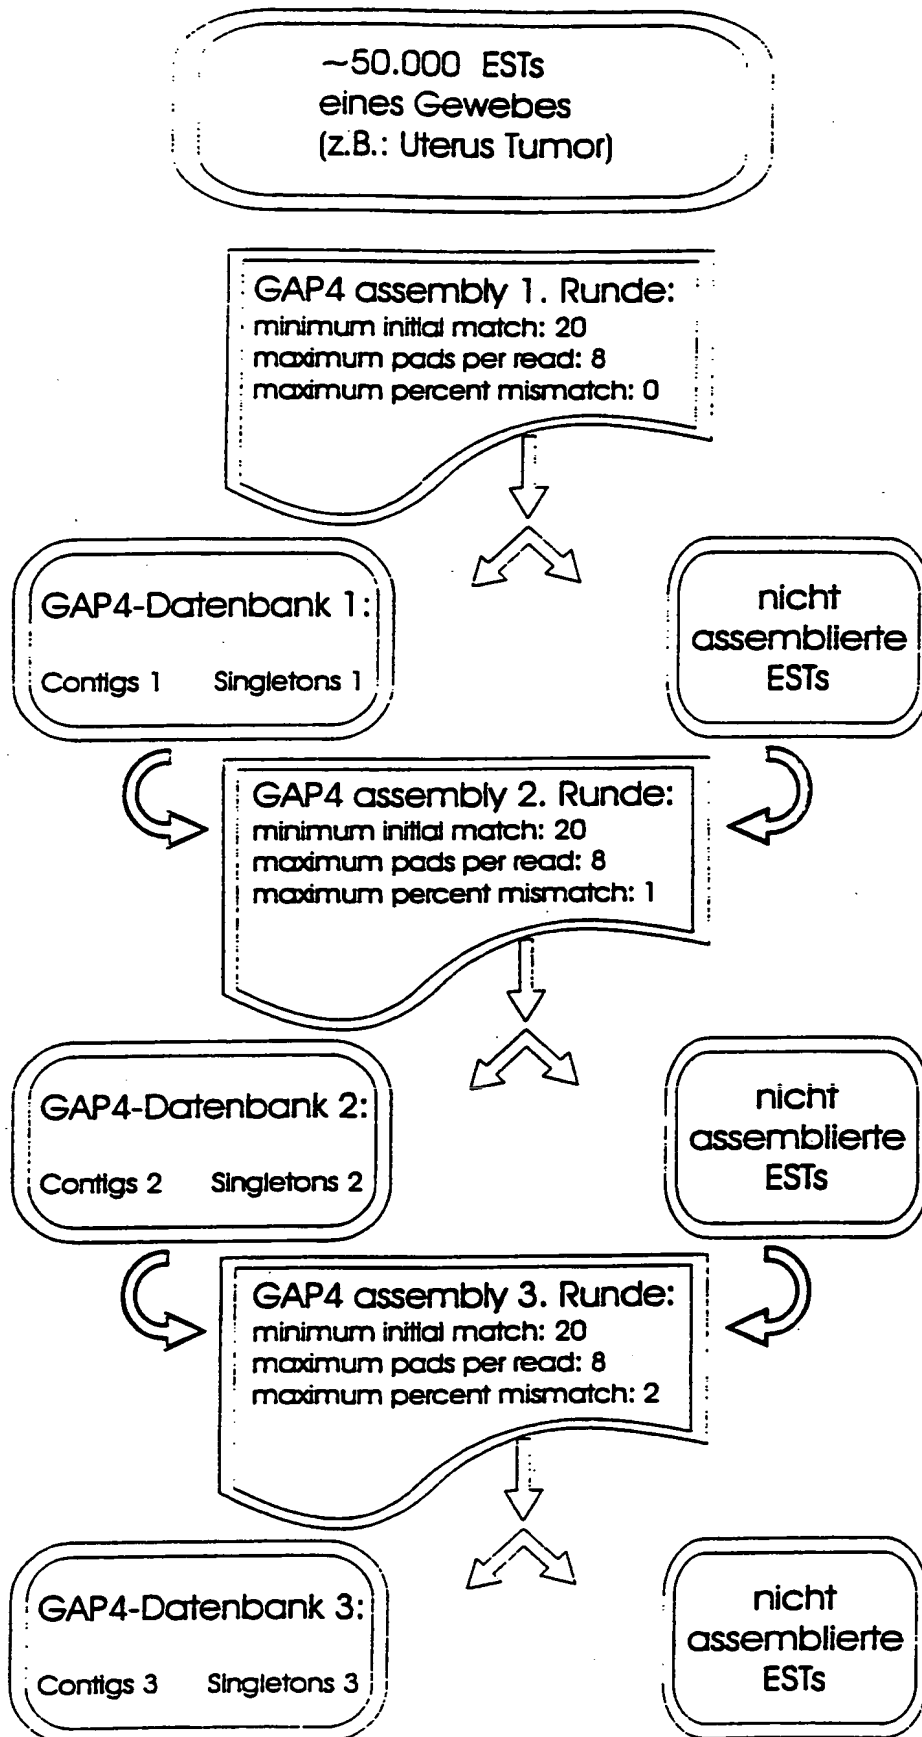 ~50.000 ESTs
eines Gewebes
(z.B.: Uterus Tumor)
GAP4 assembly 1. Runde:
minimum initial match: 20
maximum pads per read: 8
maximum percent mismatch: 0
GAP4-Datenbank 1:
Contigs 1 Singletons 1
nicht
assemblierte
ESTs
GAP4 assembly 2. Runde:
minimum initial match: 20
maximum pads per read: 8
maximum percent mismatch: 1
GAP4-Datenbank 2:
Contigs 2 Singletons 2
nicht
assemblierte
ESTs
GAP4 assembly 3. Runde:
minimum initial match: 20
maximum pads per read: 8
maximum percent mismatch: 2
GAP4-Datenbank 3:
Contigs 3 Singletons 3
nicht
assemblierte
ESTs